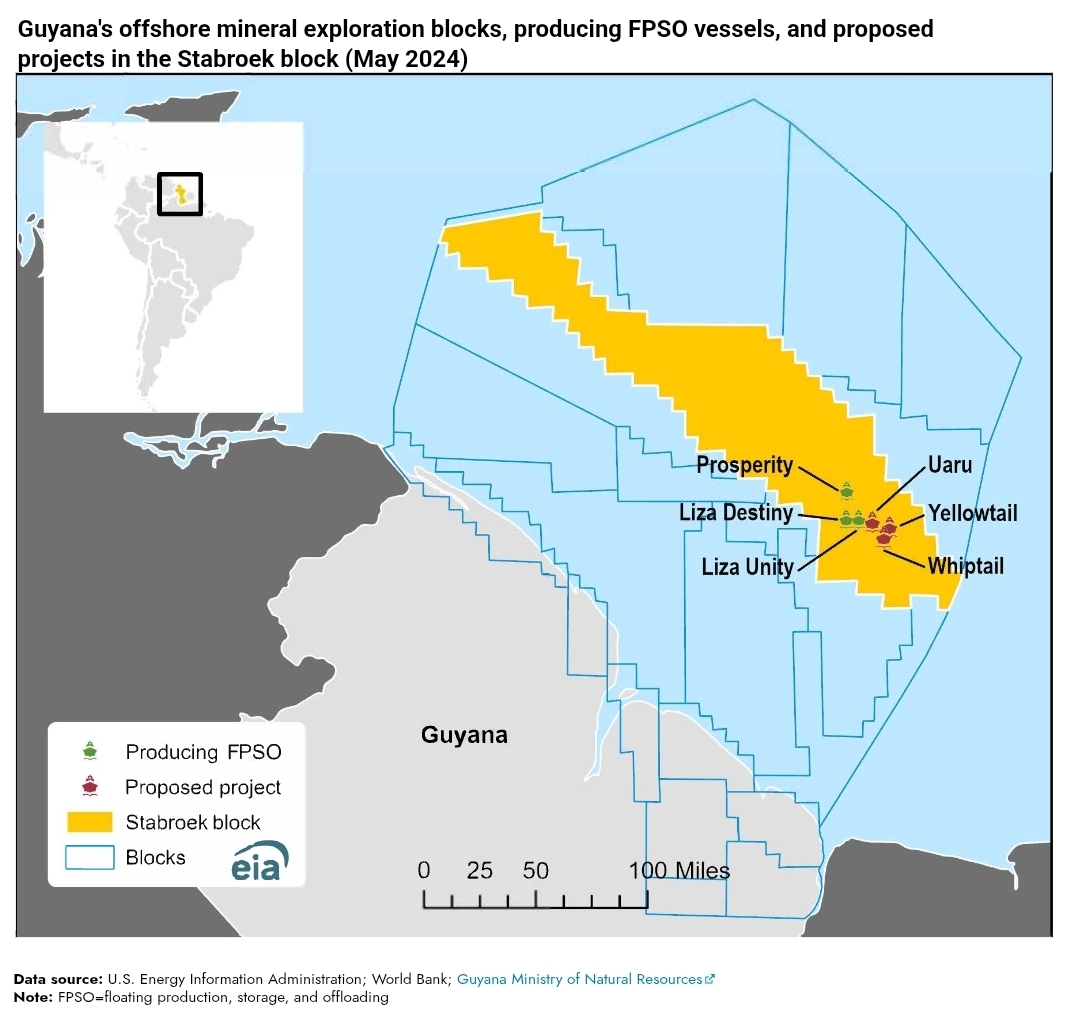 Guyana's offshore mineral exploration blocks, producing FPSO vessels, and proposed
projects in the Stabroek block (May 2024)
Prosperity
Uaru
Liza Destiny
Yellowtail
Liza Unity
Whiptail
Guyana
Producing FPSO
Proposed project
Stabroek block
Blocks
eia
0 25 50 100 Miles
Data source: U.S. Energy Information Administration; World Bank; Guyana Ministry of Natural Resources
Note: FPSO=floating production, storage, and offloading